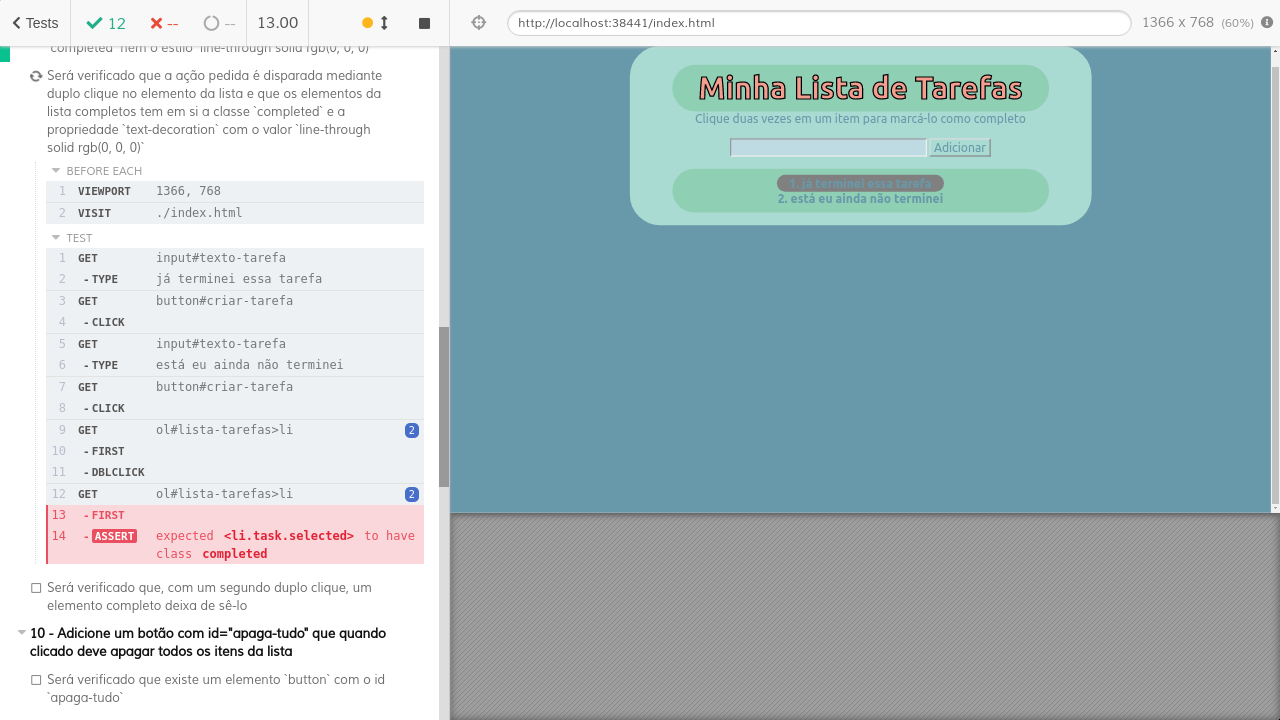 Tests
12
--
--
13.00
http://localhost:38441/index.html
1366 x 768 (60%)
completed` nem o estilo `line-through solid rgb(0, 0, 0)
Será verificado que a ação pedida é disparada mediante
duplo clique no elemento da lista e que os elementos da
lista completos tem em si a classe `completed` e a
propriedade `text-decoration` com o valor `line-through
solid rgb(0, 0, 0)`
BEFORE EACH
1 VIEWPORT 1366, 768
2 VISIT ./index.html
TEST
1 GET input#texto-tarefa
2 -TYPE já terminei essa tarefa
3 GET button#criar-tarefa
4 -CLICK
5 GET input#texto-tarefa
6 -TYPE está eu ainda não terminei
7 GET button#criar-tarefa
8 -CLICK
9 GET ol#lista-tarefas>li 2
10 -FIRST
11 -DBLCLICK
12 GET ol#lista-tarefas>li 2
13 -FIRST
14 -ASSERT expected <li.task.selected> to have
class completed
Será verificado que, com um segundo duplo clique, um
elemento completo deixa de sê-lo
10 - Adicione um botão com id="apaga-tudo" que quando
clicado deve apagar todos os itens da lista
Será verificado que existe um elemento `button` com o id
`apaga-tudo`
Minha Lista de Tarefas
Clique duas vezes em um item para marcá-lo como completo
Adicionar
1. já terminei essa tarefa
2. está eu ainda não terminei